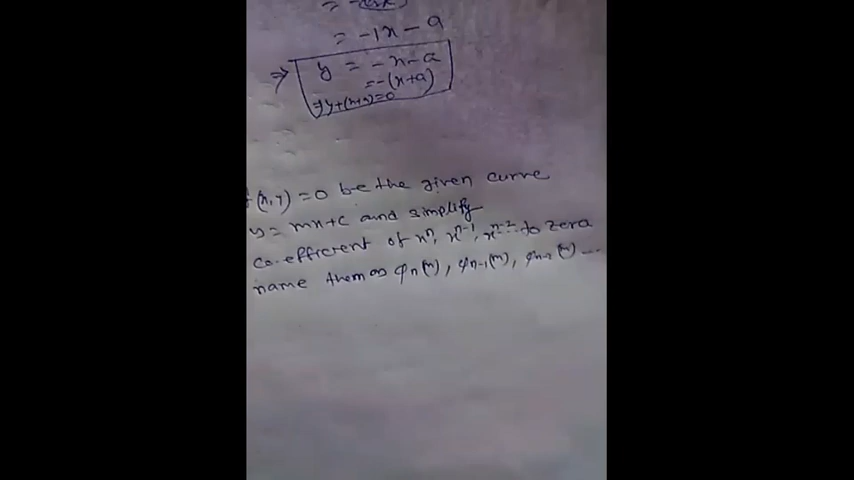 = -1x - a
⇒ y = -x-a
= -(x+a)
⇒ y+(x+a)=0
f(x,y) = 0 be the given curve
y = mx+c and simplify
co-efficient of xⁿ, xⁿ⁻¹, xⁿ⁻² to zero
name them as φn(m), φn-1(m), φn-2(m) ...